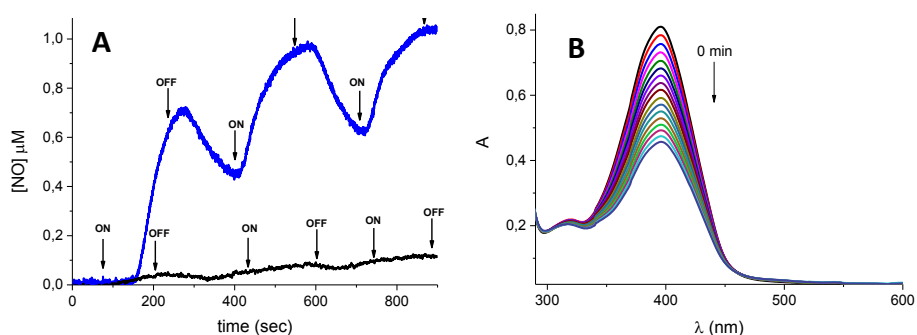 A
B
0 min
OFF
ON
ON
ON
OFF
ON
OFF
ON
OFF
1,0
0,8
0,6
0,4
0,2
0,0
0 200 400 600 800
[NO] μM
time (sec)
0,8
0,6
0,4
0,2
300 400 500 600
A
λ (nm)